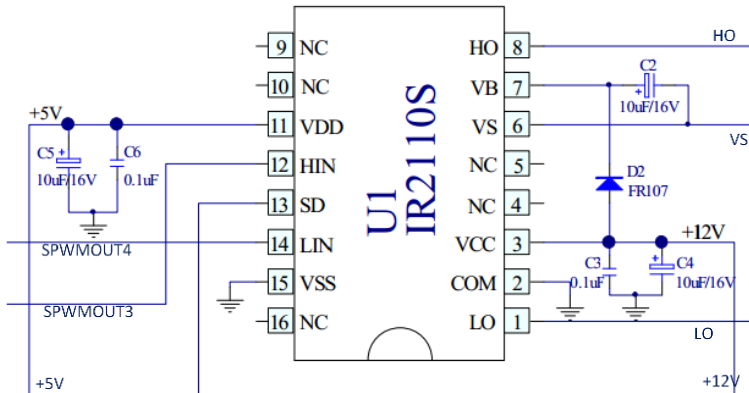 HO
9 NC
HO 8
C2
10 NC
VB 7
+
10uF/16V
+5V
11 VDD
VS 6
VS
C5
+
C6
12 HIN
NC 5
10uF/16V
0.1uF
U1
IR2110S
D2
FR107
13 SD
NC 4
+12V
SPWMOUT4
14 LIN
VCC 3
C3
+
C4
0.1uF
10uF/16V
15 VSS
COM 2
SPWMOUT3
16 NC
LO 1
LO
+5V
+12V